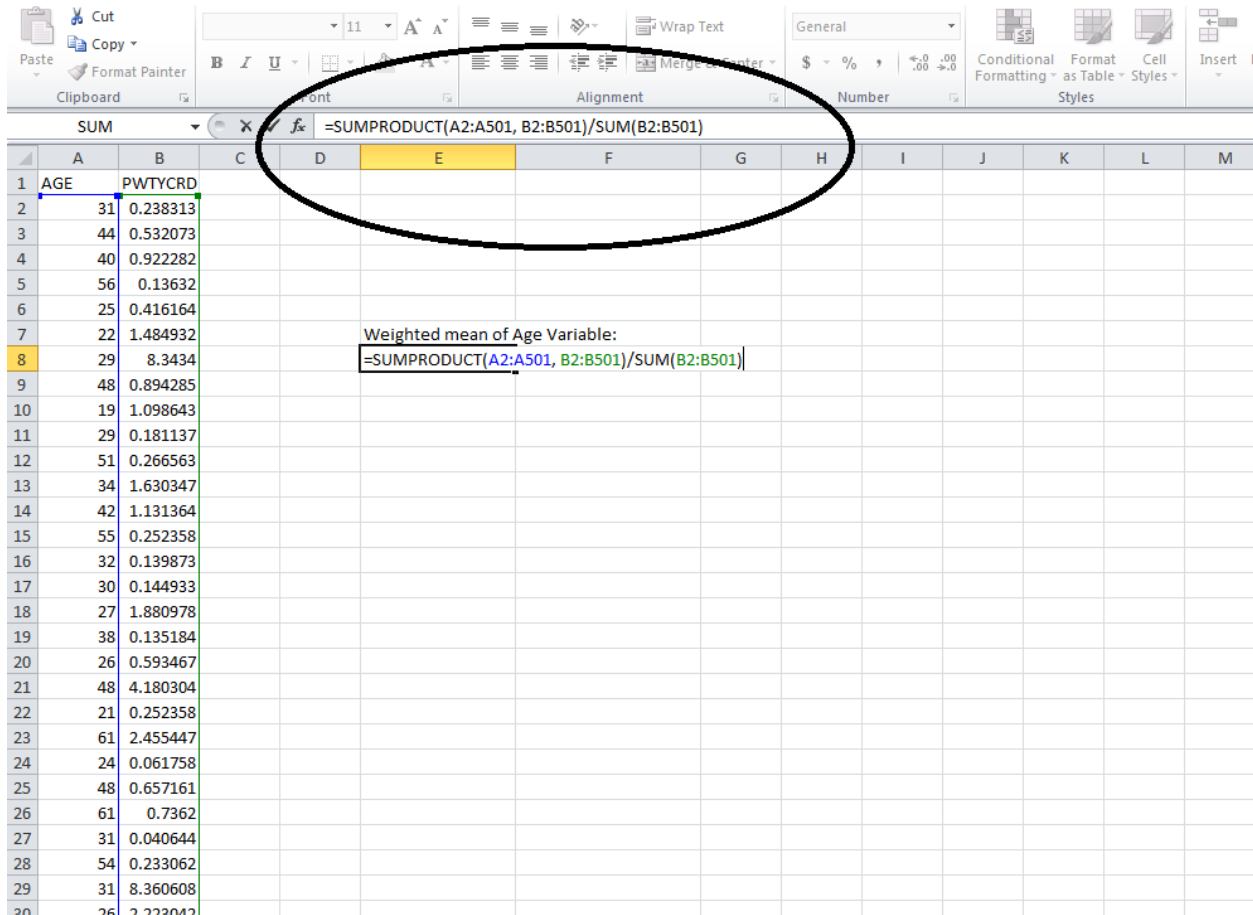 Cut
Copy
Format Painter
Paste
Clipboard
11
A A
B I U
A
Font
Wrap Text
Merge & Center
Alignment
General
$ % , .00 .0
Number
Conditional Formatting
Format as Table
Cell Styles
Styles
Insert
SUM fx =SUMPRODUCT(A2:A501, B2:B501)/SUM(B2:B501)
A B C D E F G H I J K L M
1 AGE PWTYCRD
2 31 0.238313
3 44 0.532073
4 40 0.922282
5 56 0.13632
6 25 0.416164
7 22 1.484932 Weighted mean of Age Variable:
8 29 8.3434 =SUMPRODUCT(A2:A501, B2:B501)/SUM(B2:B501)
9 48 0.894285
10 19 1.098643
11 29 0.181137
12 51 0.266563
13 34 1.630347
14 42 1.131364
15 55 0.252358
16 32 0.139873
17 30 0.144933
18 27 1.880978
19 38 0.135184
20 26 0.593467
21 48 4.180304
22 21 0.252358
23 61 2.455447
24 24 0.061758
25 48 0.657161
26 61 0.7362
27 31 0.040644
28 54 0.233062
29 31 8.360608
30 26 2.223042